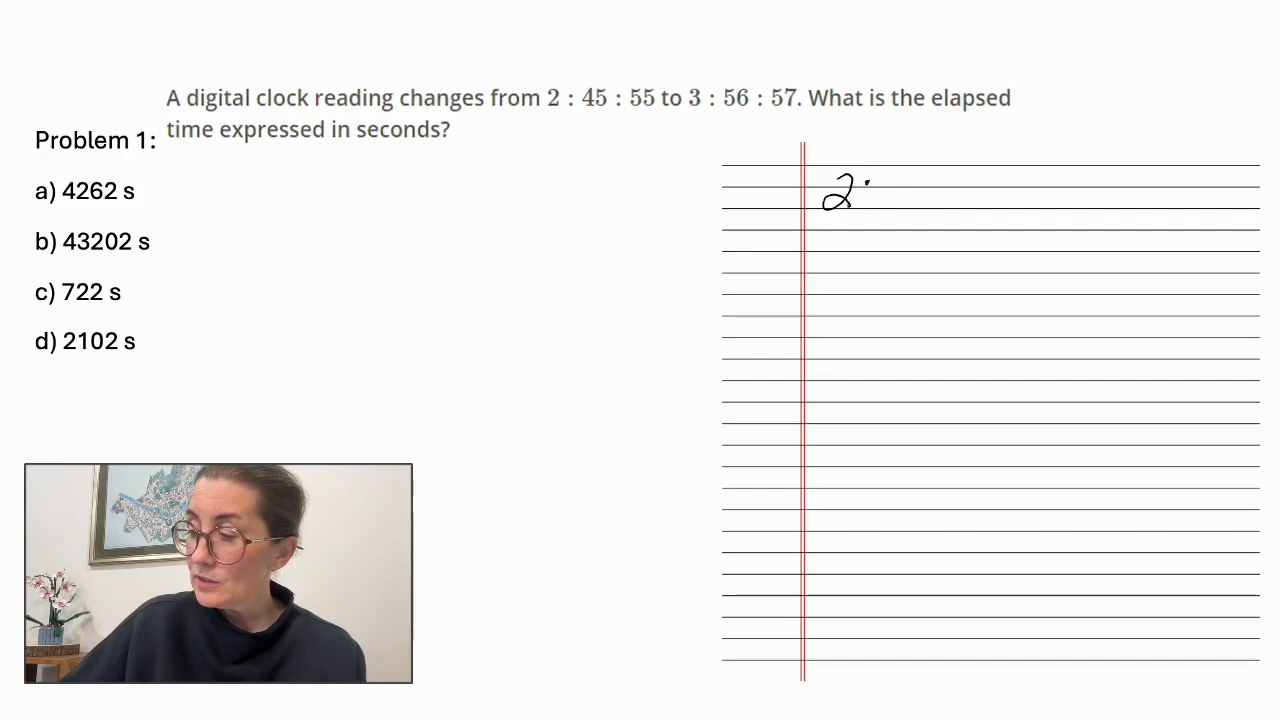 A digital clock reading changes from 2 : 45 : 55 to 3 : 56 : 57. What is the elapsed
time expressed in seconds?
Problem 1:
a) 4262 s
b) 43202 s
c) 722 s
d) 2102 s
2·